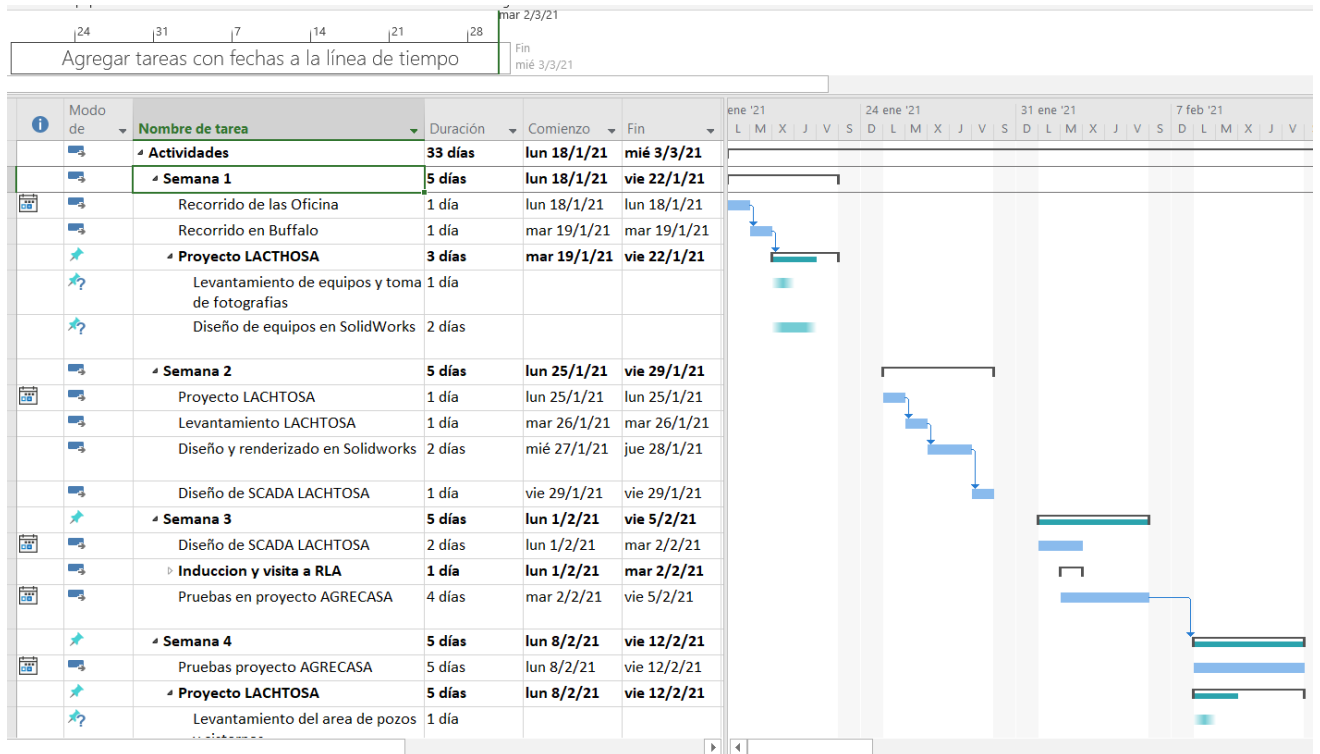 mar 2/3/21
24 31 7 14 21 28
Agregar tareas con fechas a la línea de tiempo
Fin
mié 3/3/21
Modo de
Nombre de tarea
Duración
Comienzo
Fin
ene '21 24 ene '21 31 ene '21 7 feb '21
L M X J V S D L M X J V S D L M X J V S D L M X J V
Actividades 33 días lun 18/1/21 mié 3/3/21
Semana 1 5 días lun 18/1/21 vie 22/1/21
Recorrido de las Oficina 1 día lun 18/1/21 lun 18/1/21
Recorrido en Buffalo 1 día mar 19/1/21 mar 19/1/21
Proyecto LACTHOSA 3 días mar 19/1/21 vie 22/1/21
Levantamiento de equipos y toma 1 día
de fotografias
Diseño de equipos en SolidWorks 2 días
Semana 2 5 días lun 25/1/21 vie 29/1/21
Proyecto LACHTOSA 1 día lun 25/1/21 lun 25/1/21
Levantamiento LACHTOSA 1 día mar 26/1/21 mar 26/1/21
Diseño y renderizado en Solidworks 2 días mié 27/1/21 jue 28/1/21
Diseño de SCADA LACHTOSA 1 día vie 29/1/21 vie 29/1/21
Semana 3 5 días lun 1/2/21 vie 5/2/21
Diseño de SCADA LACHTOSA 2 días lun 1/2/21 mar 2/2/21
Induccion y visita a RLA 1 día lun 1/2/21 mar 2/2/21
Pruebas en proyecto AGRECASA 4 días mar 2/2/21 vie 5/2/21
Semana 4 5 días lun 8/2/21 vie 12/2/21
Pruebas proyecto AGRECASA 5 días lun 8/2/21 vie 12/2/21
Proyecto LACHTOSA 5 días lun 8/2/21 vie 12/2/21
Levantamiento del area de pozos 1 día